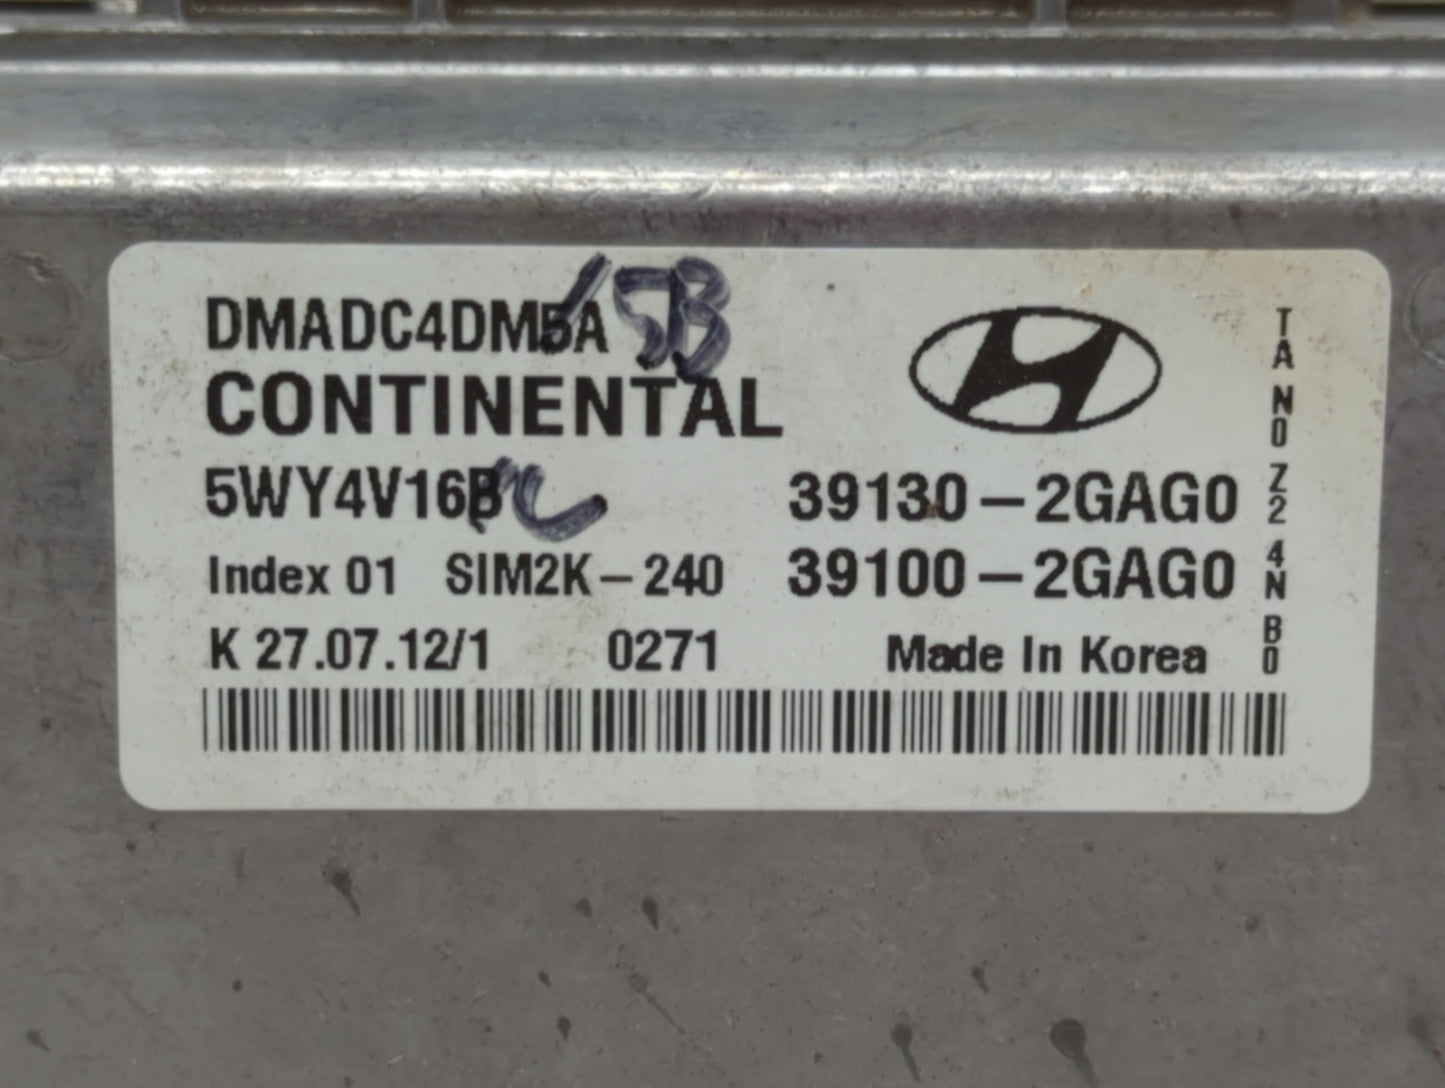 DMADC4DM5A 5B
CONTINENTAL
5WY4V16B C
39130-2GAG0
Index 01 SIM2K-240
39100-2GAG0
K 27.07.12/1 0271 Made In Korea
TA N0 Z2 4N B0